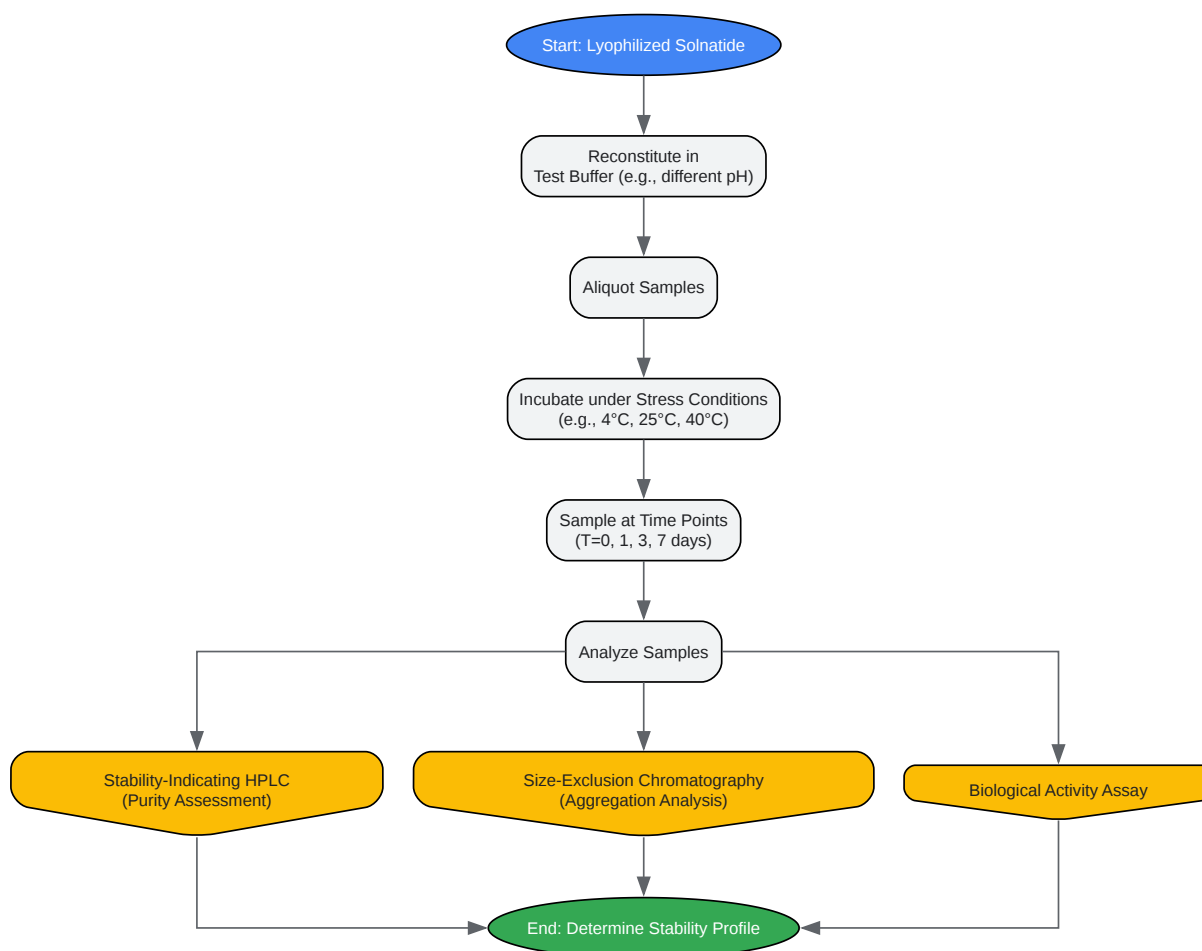 Start: Lyophilized Solnatide
Reconstitute in
Test Buffer (e.g., different pH)
Aliquot Samples
Incubate under Stress Conditions
(e.g., 4°C, 25°C, 40°C)
Sample at Time Points
(T=0, 1, 3, 7 days)
Analyze Samples
Stability-Indicating HPLC
(Purity Assessment)
Size-Exclusion Chromatography
(Aggregation Analysis)
Biological Activity Assay
End: Determine Stability Profile